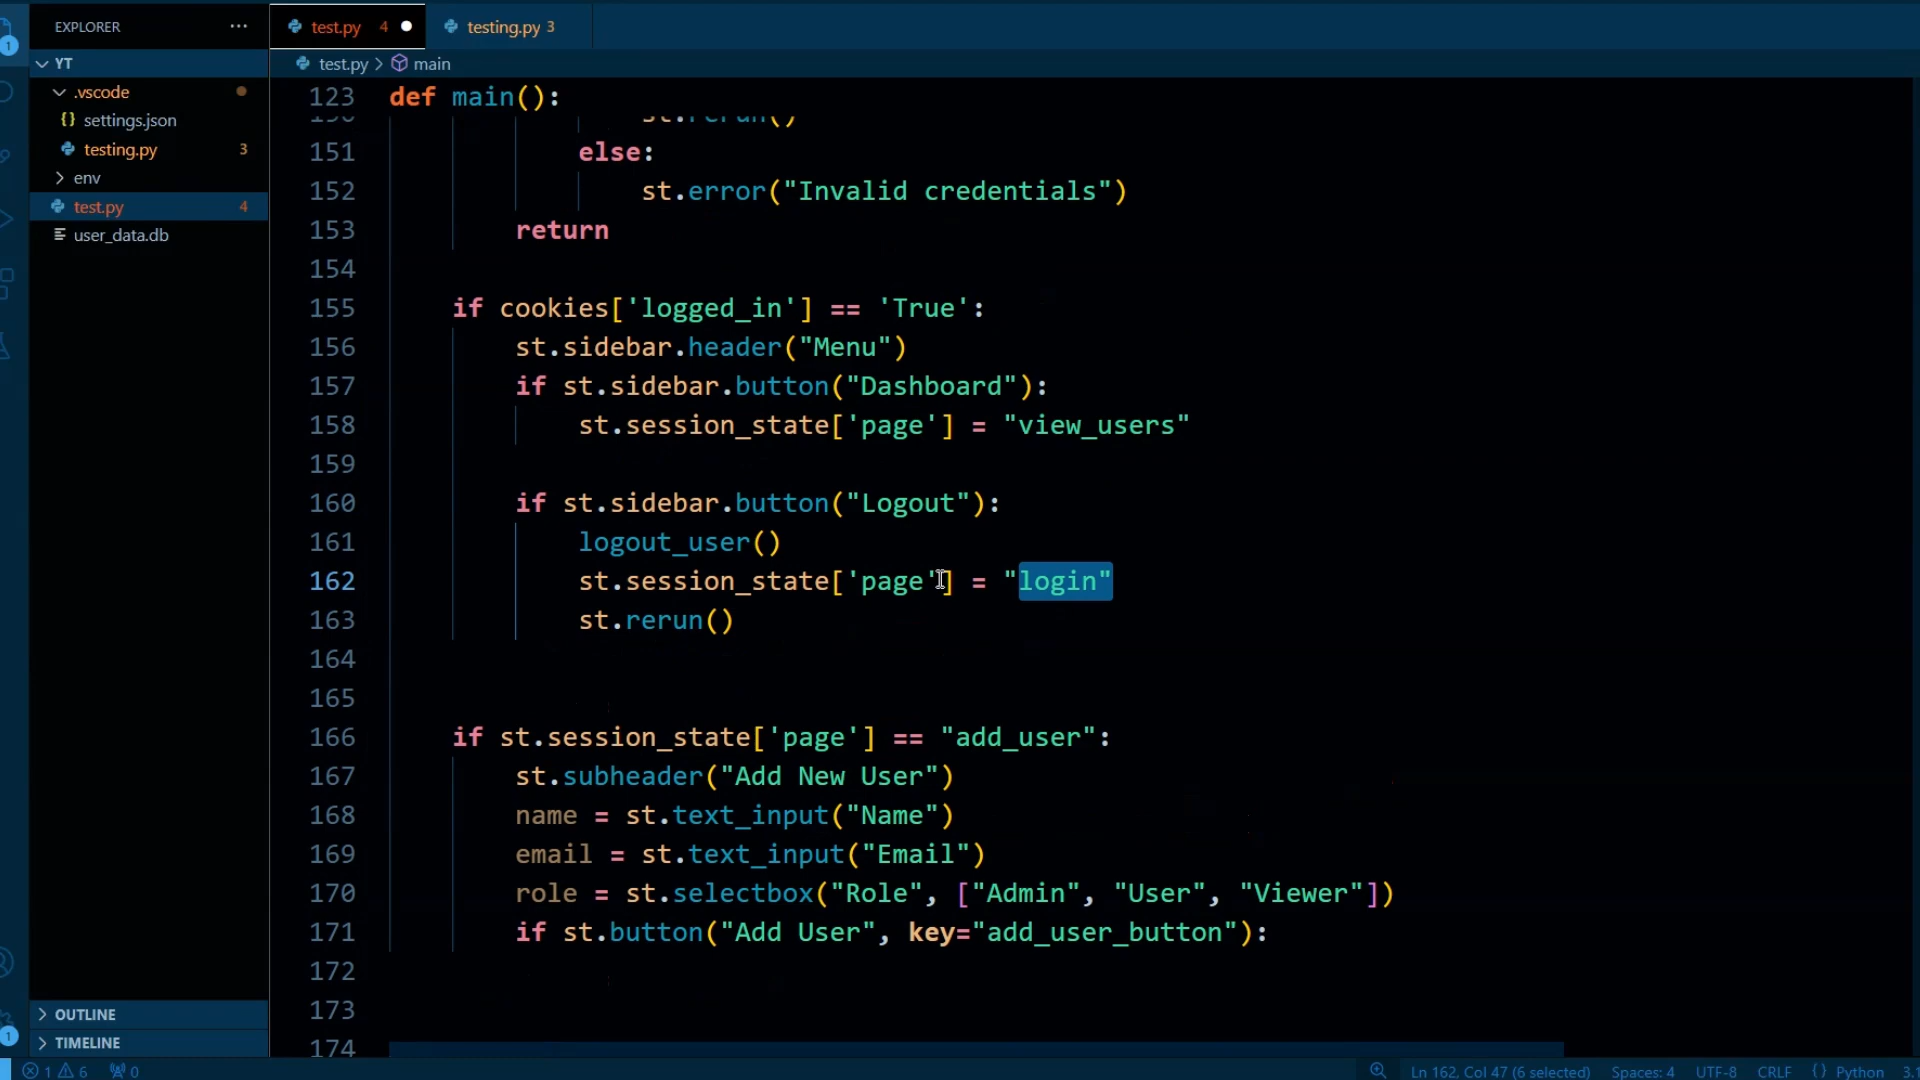 EXPLORER
···
test.py 4
testing.py 3
YT
test.py > main
.vscode
settings.json
testing.py 3
env
test.py 4
user_data.db
123 def main():
150 st.rerun()
151 else:
152 st.error("Invalid credentials")
153 return
154
155 if cookies['logged_in'] == 'True':
156 st.sidebar.header("Menu")
157 if st.sidebar.button("Dashboard"):
158 st.session_state['page'] = "view_users"
159
160 if st.sidebar.button("Logout"):
161 logout_user()
162 st.session_state['page'] = "login"
163 st.rerun()
164
165
166 if st.session_state['page'] == "add_user":
167 st.subheader("Add New User")
168 name = st.text_input("Name")
169 email = st.text_input("Email")
170 role = st.selectbox("Role", ["Admin", "User", "Viewer"])
171 if st.button("Add User", key="add_user_button"):
172
173
174
OUTLINE
TIMELINE
1
1
1 6 0
Ln 162, Col 47 (6 selected) Spaces: 4 UTF-8 CRLF {} Python